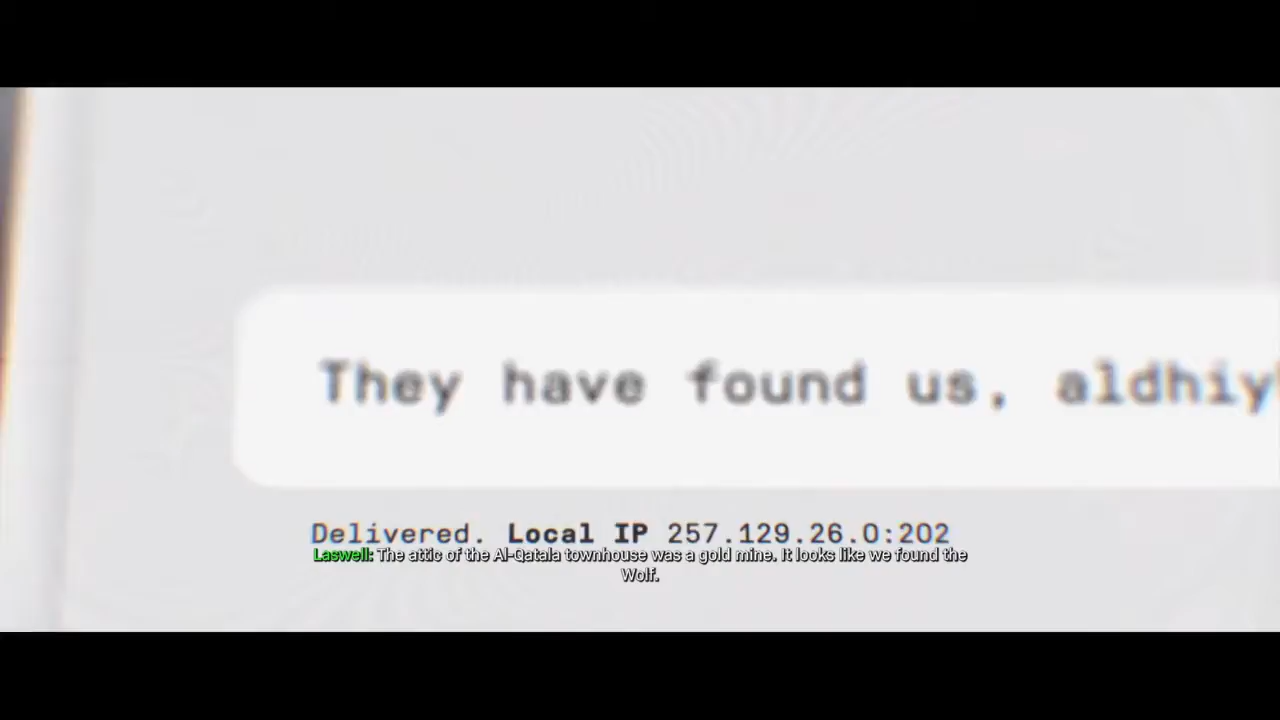 They have found us,
Delivered. Local IP 257.129.26.0:202
Laswell: The attic of the Al-Qatala townhouse was a gold mine. It looks like we found the
Wolf.